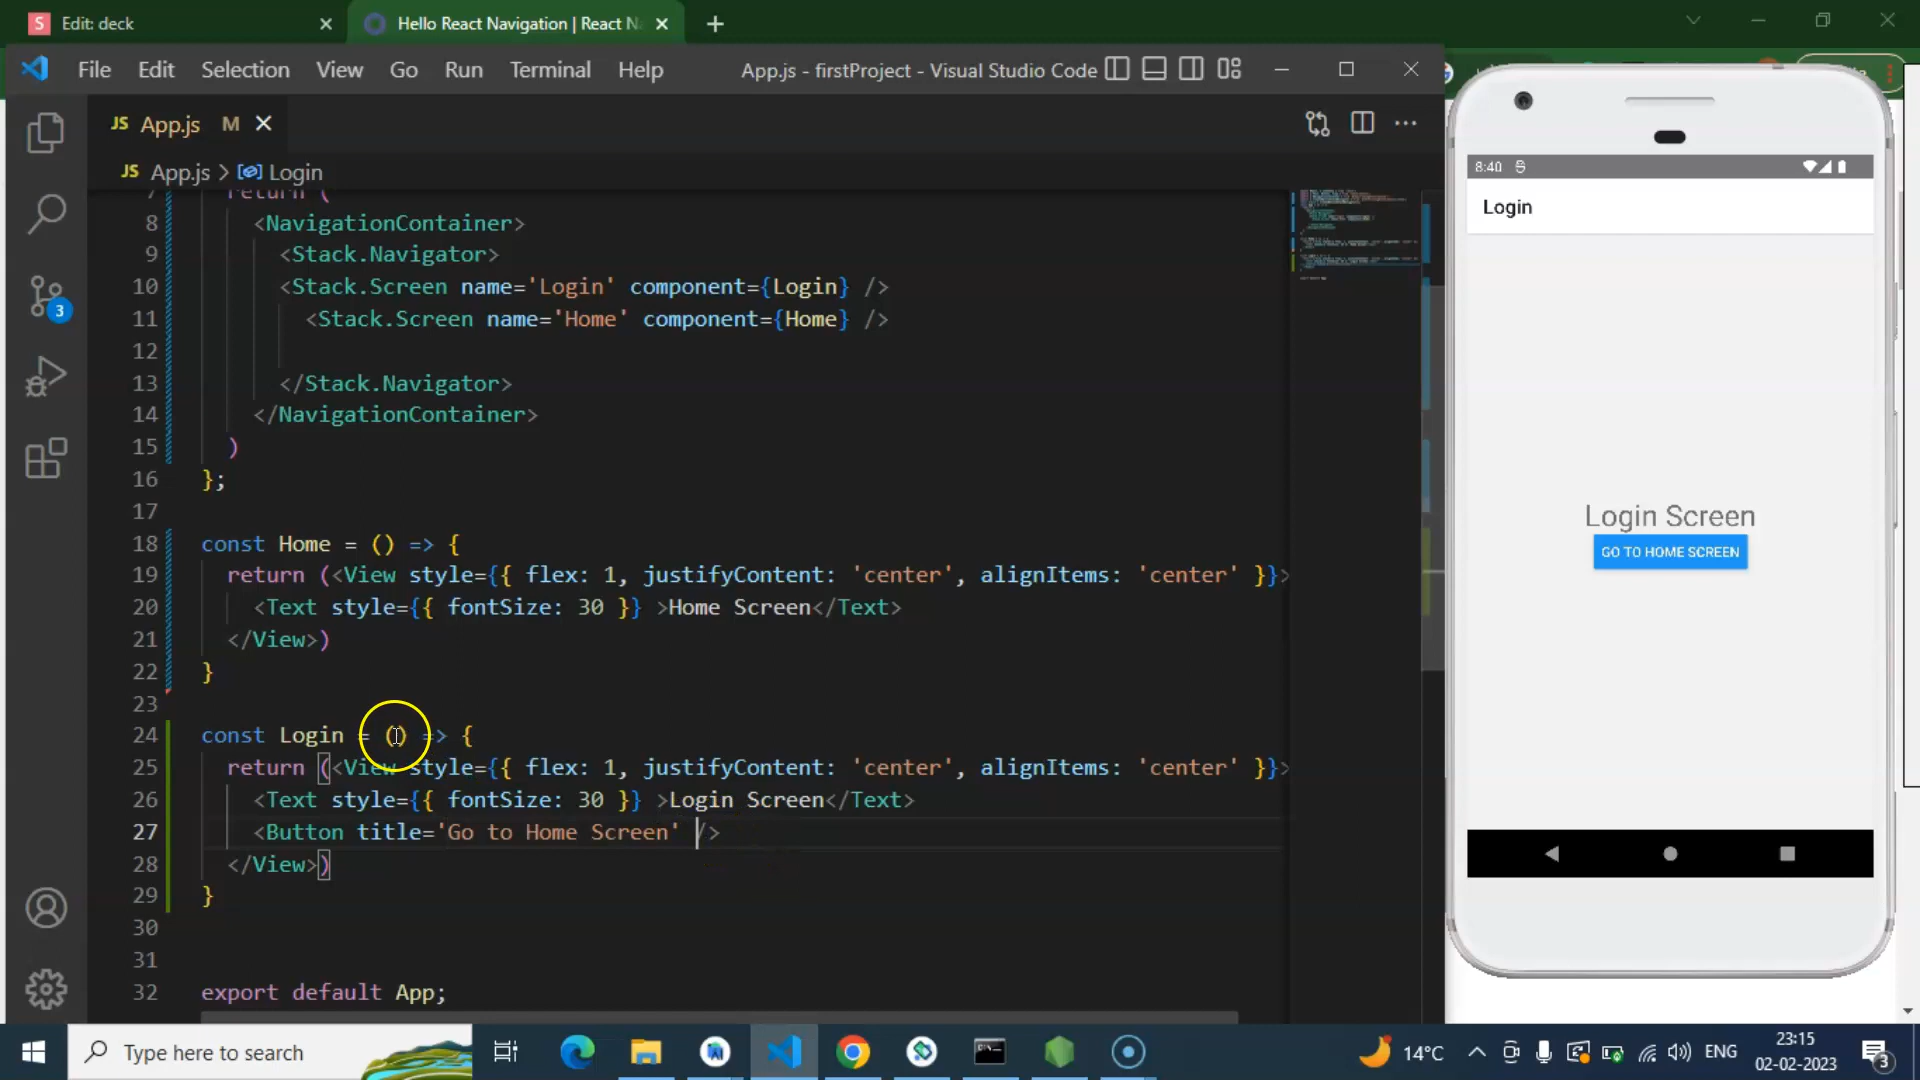 Edit: deck
Hello React Navigation | React N
File Edit Selection View Go Run Terminal Help
App.js - firstProject - Visual Studio Code
JS App.js M
JS App.js > Login
7 return (
8 <NavigationContainer>
9 <Stack.Navigator>
10 <Stack.Screen name='Login' component={Login} />
11 <Stack.Screen name='Home' component={Home} />
12
13 </Stack.Navigator>
14 </NavigationContainer>
15 )
16 };
17
18 const Home = () => {
19 return (<View style={{ flex: 1, justifyContent: 'center', alignItems: 'center' }}>
20 <Text style={{ fontSize: 30 }} >Home Screen</Text>
21 </View>)
22 }
23
24 const Login = () => {
25 return (<View style={{ flex: 1, justifyContent: 'center', alignItems: 'center' }}>
26 <Text style={{ fontSize: 30 }} >Login Screen</Text>
27 <Button title='Go to Home Screen' />
28 </View>)
29 }
30
31
32 export default App;
3
8:40
Login
Login Screen
GO TO HOME SCREEN
Type here to search
14°C
ENG
23:15
02-02-2023
3